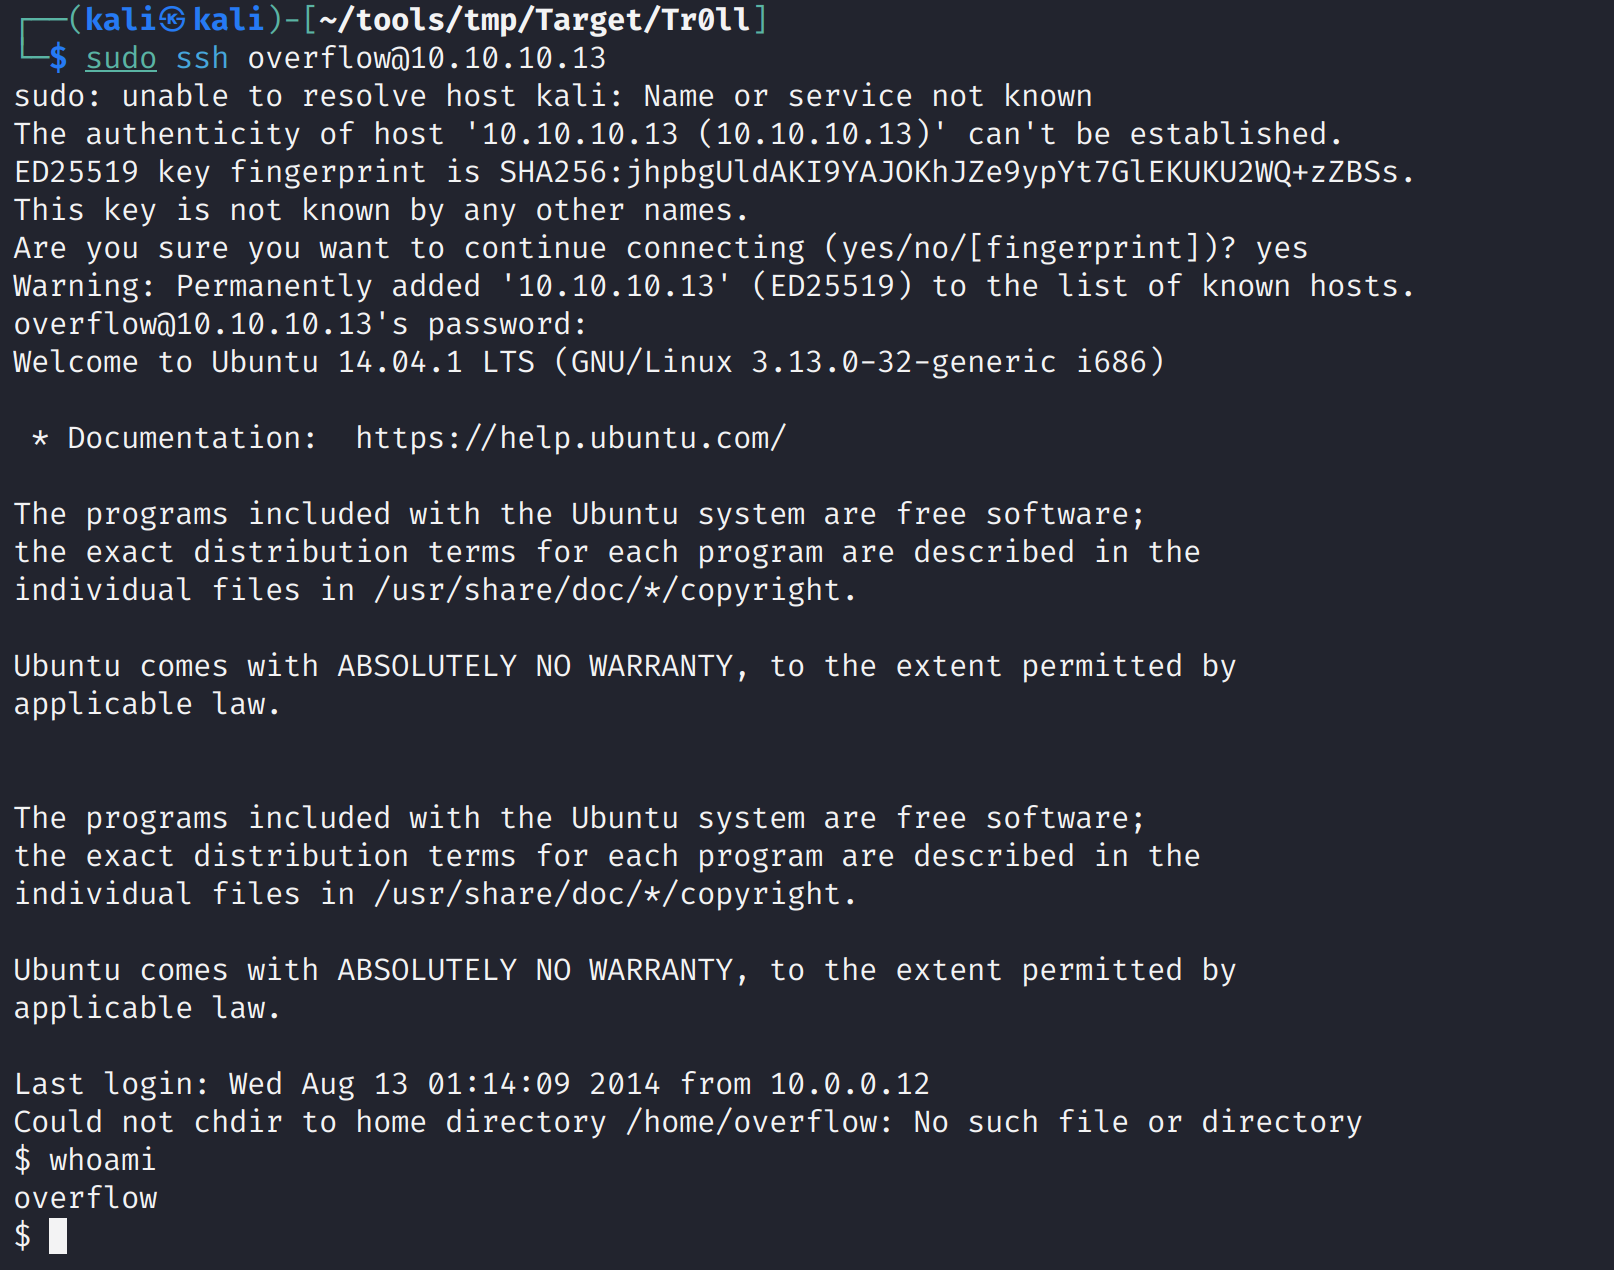 ┌──(kali㉿kali)-[~/tools/tmp/Target/Tr0ll]
└─$ sudo ssh overflow@10.10.10.13
sudo: unable to resolve host kali: Name or service not known
The authenticity of host '10.10.10.13 (10.10.10.13)' can't be established.
ED25519 key fingerprint is SHA256:jhpbgUldAKI9YAJOKhJZe9ypYt7GlEKUKU2WQ+zZBSs.
This key is not known by any other names.
Are you sure you want to continue connecting (yes/no/[fingerprint])? yes
Warning: Permanently added '10.10.10.13' (ED25519) to the list of known hosts.
overflow@10.10.10.13's password:
Welcome to Ubuntu 14.04.1 LTS (GNU/Linux 3.13.0-32-generic i686)
 * Documentation:  https://help.ubuntu.com/
The programs included with the Ubuntu system are free software;
the exact distribution terms for each program are described in the
individual files in /usr/share/doc/*/copyright.
Ubuntu comes with ABSOLUTELY NO WARRANTY, to the extent permitted by
applicable law.
The programs included with the Ubuntu system are free software;
the exact distribution terms for each program are described in the
individual files in /usr/share/doc/*/copyright.
Ubuntu comes with ABSOLUTELY NO WARRANTY, to the extent permitted by
applicable law.
Last login: Wed Aug 13 01:14:09 2014 from 10.0.0.12
Could not chdir to home directory /home/overflow: No such file or directory
$ whoami
overflow
$